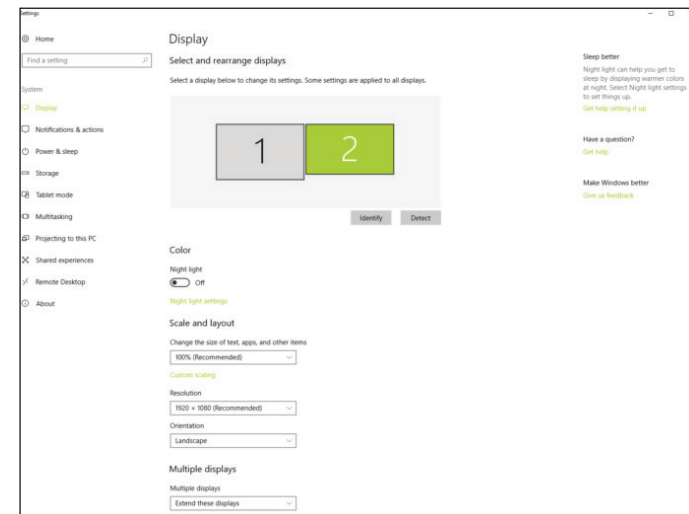 Settings
Home
Find a setting
System
Display
Notifications & actions
Power & sleep
Storage
Tablet mode
Multitasking
Projecting to this PC
Shared experiences
Remote Desktop
About
Display
Select and rearrange displays
Select a display below to change its settings. Some settings are applied to all displays.
1
2
Identify
Detect
Color
Night light
Off
Night light settings
Scale and layout
Change the size of text, apps, and other items
100% (Recommended)
Custom scaling
Resolution
1920 × 1080 (Recommended)
Orientation
Landscape
Multiple displays
Multiple displays
Extend these displays
Sleep better
Night light can help you get to
sleep by displaying warmer colors
at night. Select Night light settings
to set things up.
Get help setting it up
Have a question?
Get help
Make Windows better
Give us feedback